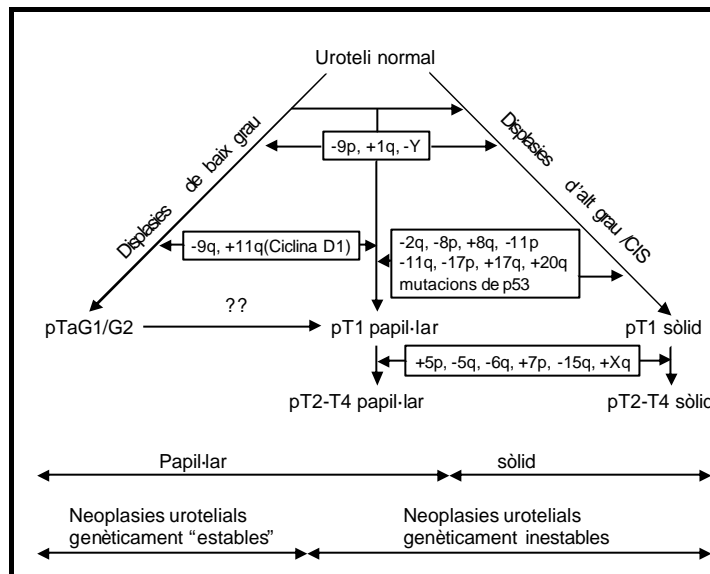 Uroteli normal
Displasies de baix grau
Displasies d'alt grau /CIS
-9p, +1q, -Y
-9q, +11q(Ciclina D1)
-2q, -8p, +8q, -11p
-11q, -17p, +17q, +20q
mutacions de p53
??
pTaG1/G2
pT1 papil·lar
pT1 sòlid
+5p, -5q, -6q, +7p, -15q, +Xq
pT2-T4 papil·lar
pT2-T4 sòlid
Papil·lar
sòlid
Neoplasies urotelials
genèticament “estables”
Neoplasies urotelials
genèticament inestables